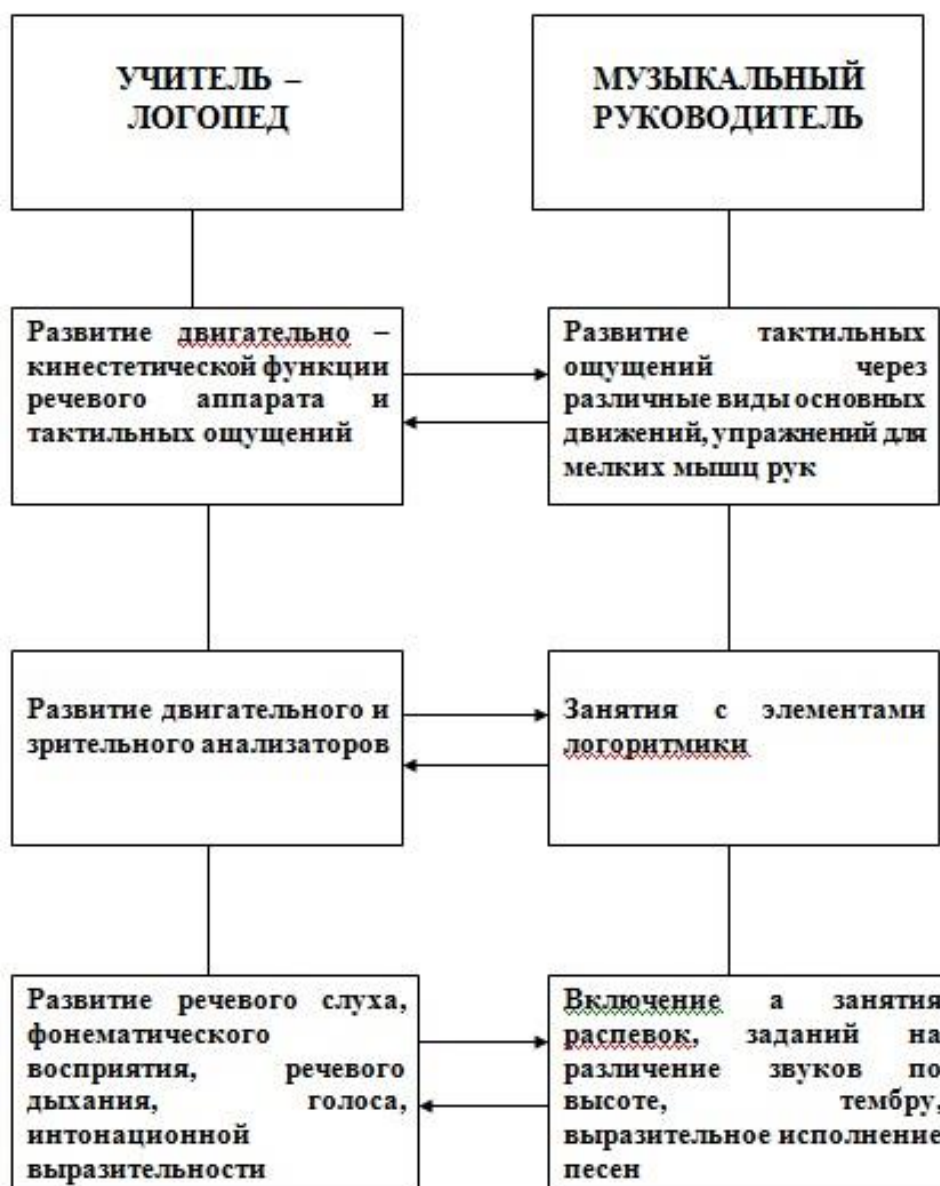 УЧИТЕЛЬ –
ЛОГОПЕД
МУЗЫКАЛЬНЫЙ
РУКОВОДИТЕЛЬ
Развитие двигательно –
кинестетической функции
речевого аппарата и
тактильных ощущений
Развитие тактильных
ощущений через
различные виды основных
движений, упражнений для
мелких мышц рук
Развитие двигательного и
зрительного анализаторов
Занятия с элементами
логоритмики
Развитие речевого слуха,
фонематического
восприятия, речевого
дыхания, голоса,
интонационной
выразительности
Включение а занятия
распевок, заданий на
различение звуков по
высоте, тембру,
выразительное исполнение
песен